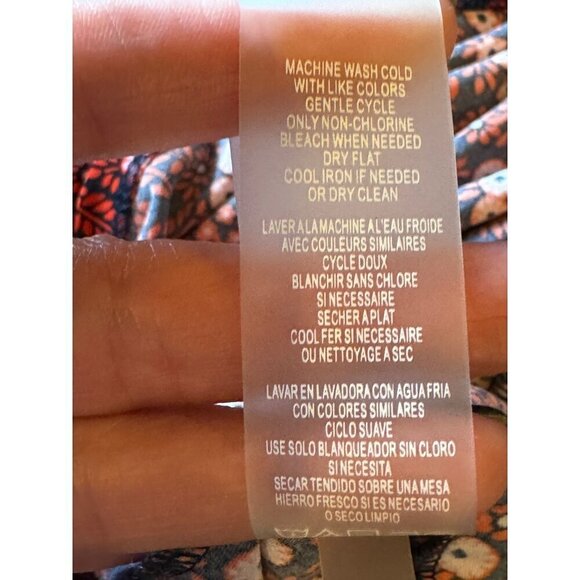 MACHINE WASH COLD
WITH LIKE COLORS
GENTLE CYCLE
ONLY NON-CHLORINE
BLEACH WHEN NEEDED
DRY FLAT
COOL IRON IF NEEDED
OR DRY CLEAN
LAVER A LA MACHINE A L'EAU FROIDE
AVEC COULEURS SIMILAIRES
CYCLE DOUX
BLANCHIR SANS CHLORE
SI NECESSAIRE
SECHER A PLAT
COOL FER SI NECESSAIRE
OU NETTOYAGE A SEC
LAVAR EN LAVADORA CON AGUA FRIA
CON COLORES SIMILARES
CICLO SUAVE
USE SOLO BLANQUEADOR SIN CLORO
SI NECESITA
SECAR TENDIDO SOBRE UNA MESA
HIERRO FRESCO SI ES NECESARIO
O SECO LIMPIO